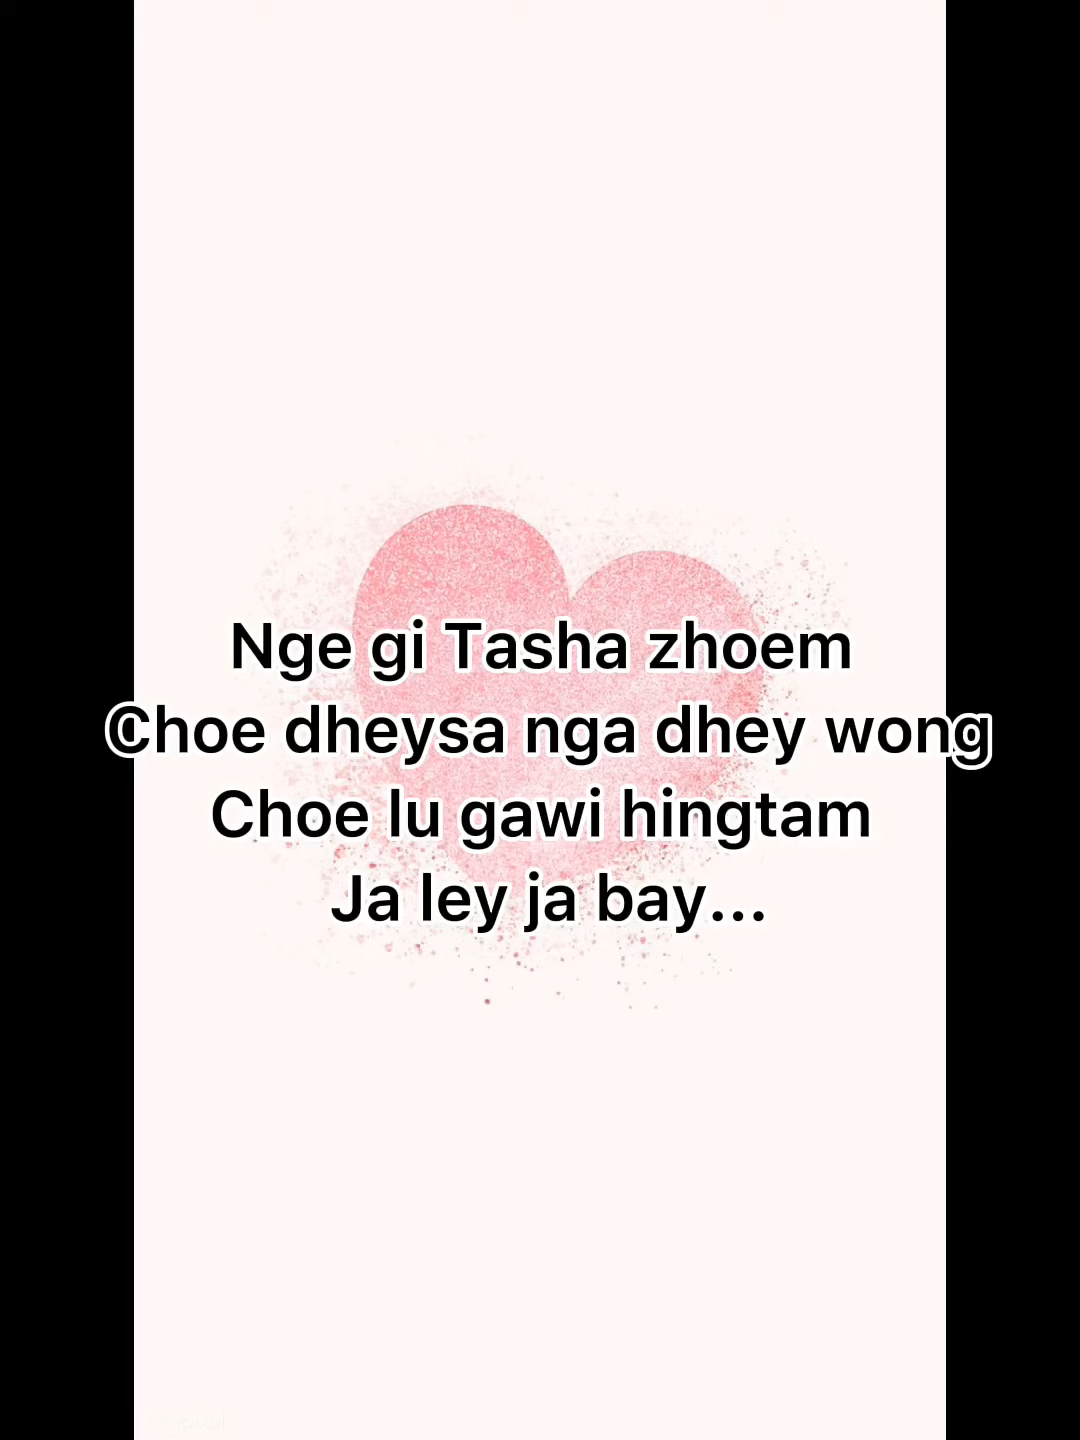 Nge gi Tasha zhoem
Choe dheysa nga dhey wong
Choe lu gawi hingtam
Ja ley ja bay...